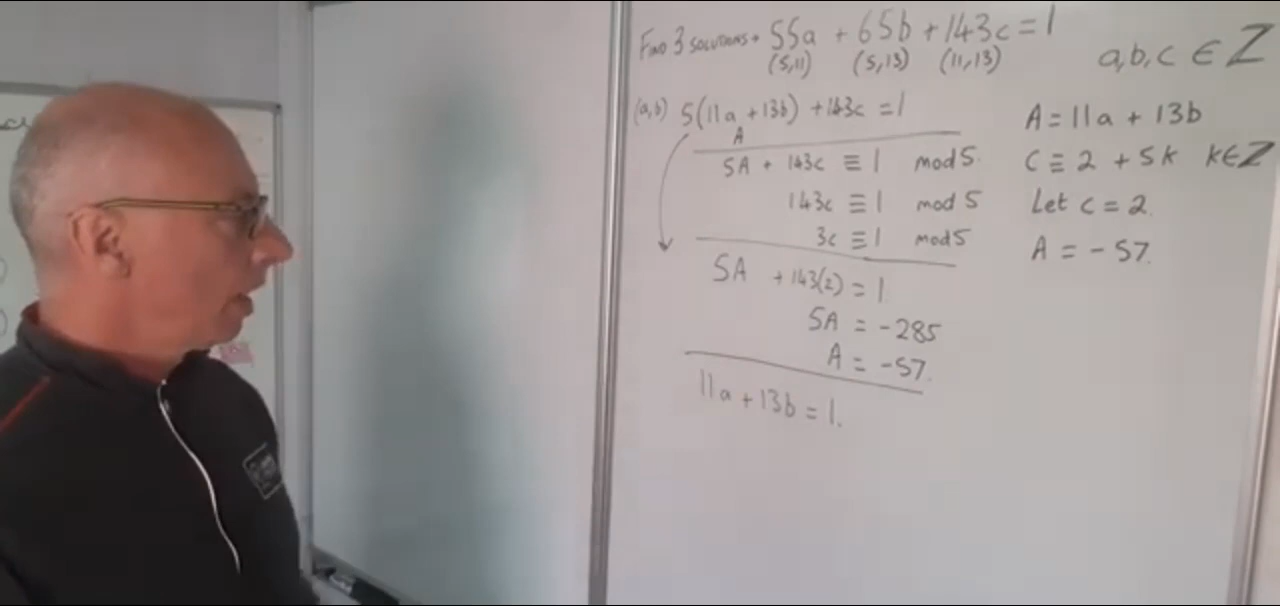 Find 3 solutions → 55a + 65b + 143c = 1
(5,11) (5,13) (11,13)
a,b,c ∈ Z
(a,b) 5(11a + 13b) + 143c = 1
A
5A + 143c ≡ 1 mod 5.
143c ≡ 1 mod 5
3c ≡ 1 mod 5
5A + 143(2) = 1
5A = -285
A = -57.
11a + 13b = 1.
A = 11a + 13b
C ≡ 2 + 5k k∈Z
Let c = 2.
A = -57.